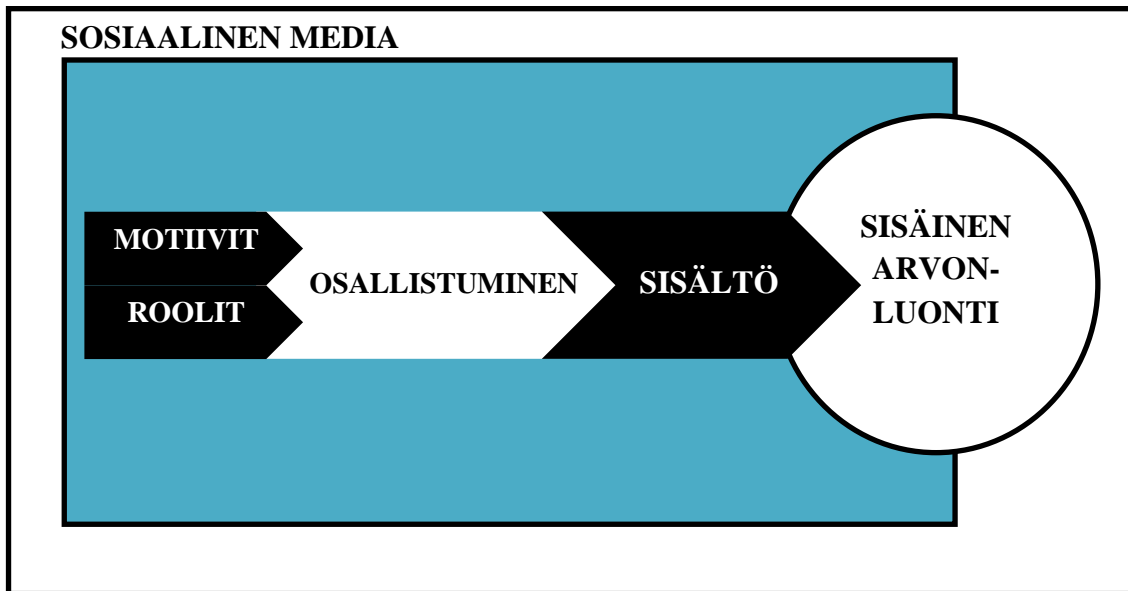 SOSIAALINEN MEDIA
MOTIIVIT
ROOLIT
OSALLISTUMINEN
SISÄLTÖ
SISÄINEN
ARVON-
LUONTI